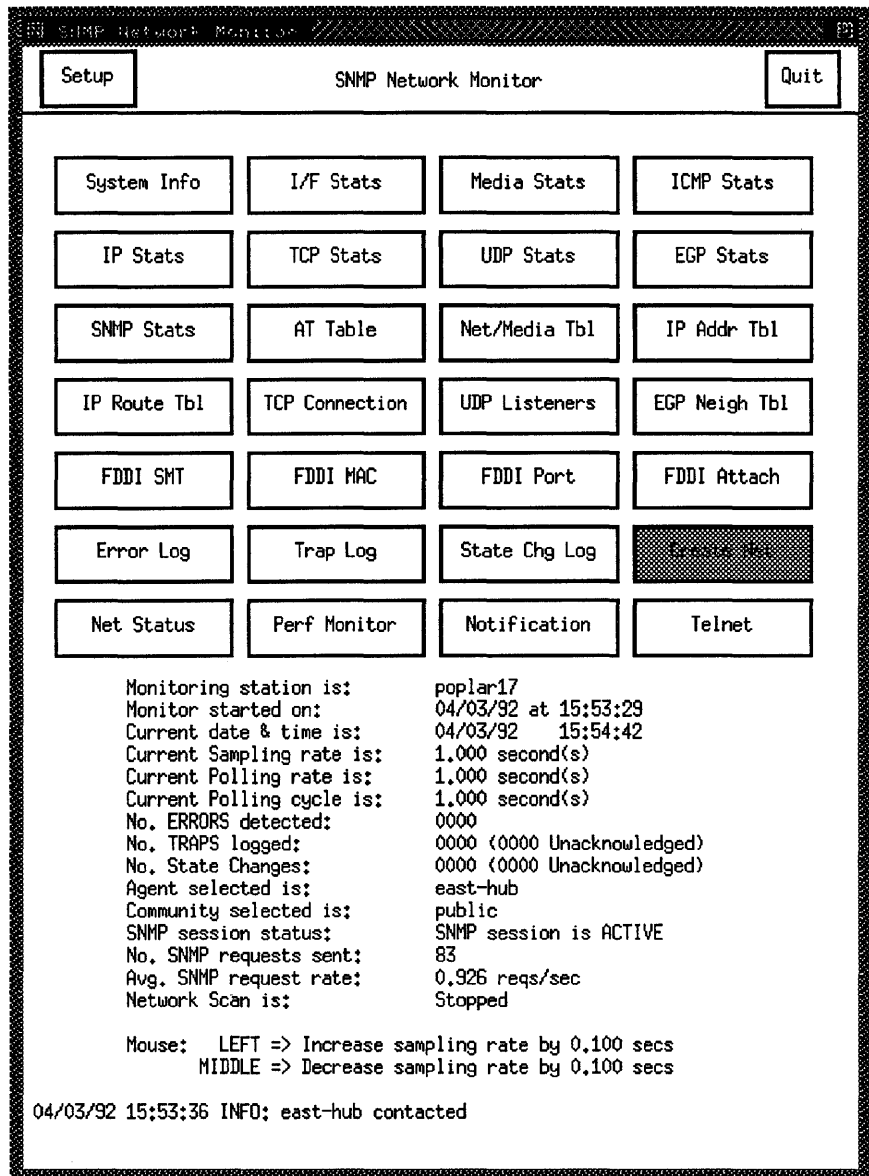 SNMP Network Monitor
Setup SNMP Network Monitor Quit
System Info I/F Stats Media Stats ICMP Stats
IP Stats TCP Stats UDP Stats EGP Stats
SNMP Stats AT Table Net/Media Tbl IP Addr Tbl
IP Route Tbl TCP Connection UDP Listeners EGP Neigh Tbl
FDDI SMT FDDI MAC FDDI Port FDDI Attach
Error Log Trap Log State Chg Log Create Net
Net Status Perf Monitor Notification Telnet
Monitoring station is: poplar17
Monitor started on: 04/03/92 at 15:53:29
Current date & time is: 04/03/92 15:54:42
Current Sampling rate is: 1.000 second(s)
Current Polling rate is: 1.000 second(s)
Current Polling cycle is: 1.000 second(s)
No. ERRORS detected: 0000
No. TRAPS logged: 0000 (0000 Unacknowledged)
No. State Changes: 0000 (0000 Unacknowledged)
Agent selected is: east-hub
Community selected is: public
SNMP session status: SNMP session is ACTIVE
No. SNMP requests sent: 83
Avg. SNMP request rate: 0.926 reqs/sec
Network Scan is: Stopped
Mouse: LEFT => Increase sampling rate by 0.100 secs
MIDDLE => Decrease sampling rate by 0.100 secs
04/03/92 15:53:36 INFO: east-hub contacted